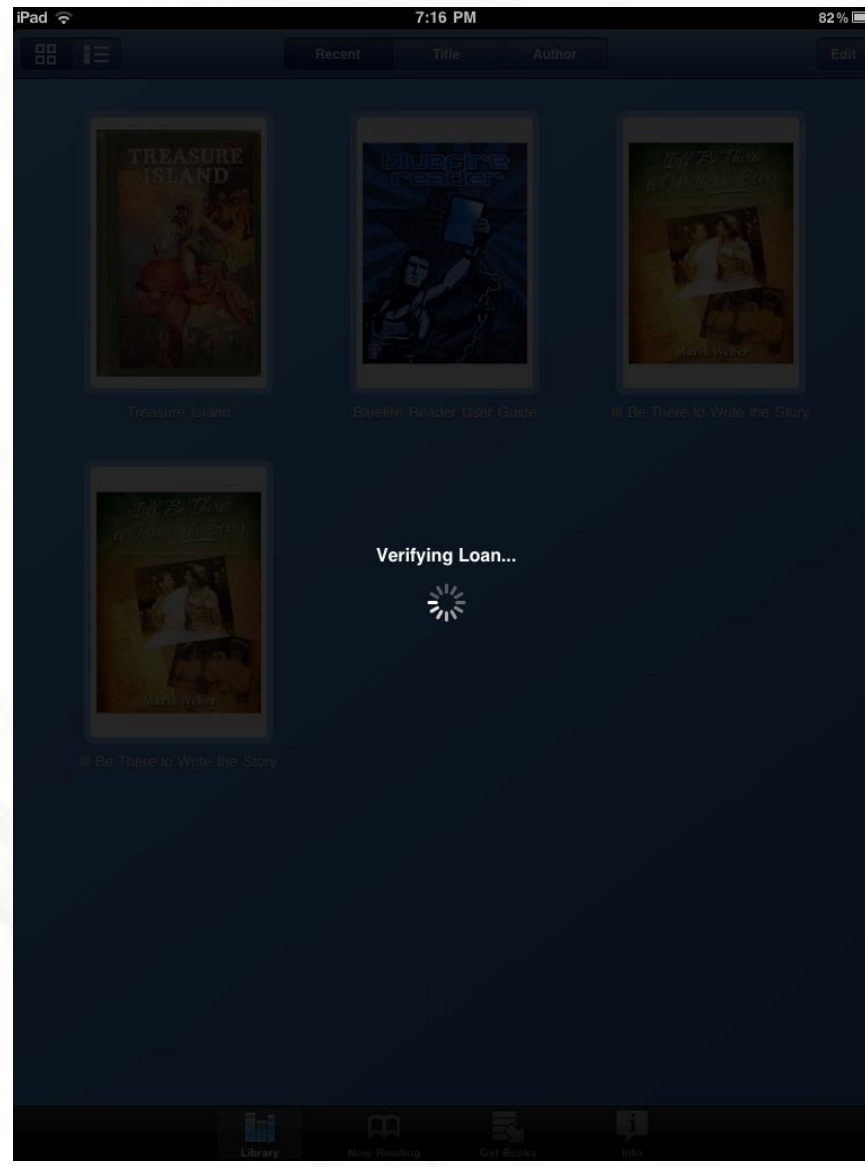 iPad 7:16 PM 82%
Recent Title Author Edit
TREASURE
ISLAND
bluefire
reader
I'll Be There
to Write the Story
Maria Weber
Treasure Island
Bluefire Reader User Guide
Ill Be There to Write the Story
I'll Be There
to Write the Story
Maria Weber
Ill Be There to Write the Story
Verifying Loan...
Library Now Reading Get Books Info